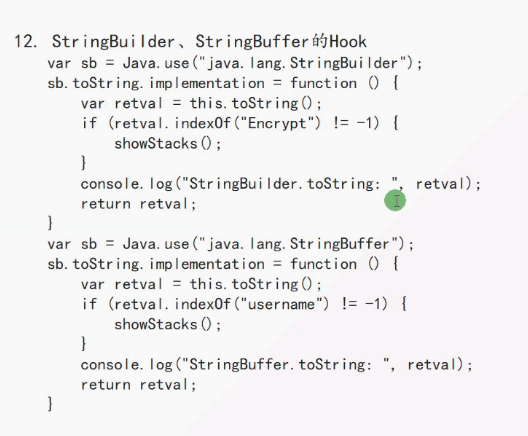 12. StringBuilder、StringBuffer的Hook
var sb = Java.use("java.lang.StringBuilder");
sb.toString.implementation = function () {
var retval = this.toString();
if (retval.indexOf("Encrypt") != -1) {
showStacks();
}
console.log("StringBuilder.toString: ", retval);
return retval;
}
var sb = Java.use("java.lang.StringBuffer");
sb.toString.implementation = function () {
var retval = this.toString();
if (retval.indexOf("username") != -1) {
showStacks();
}
console.log("StringBuffer.toString: ", retval);
return retval;
}